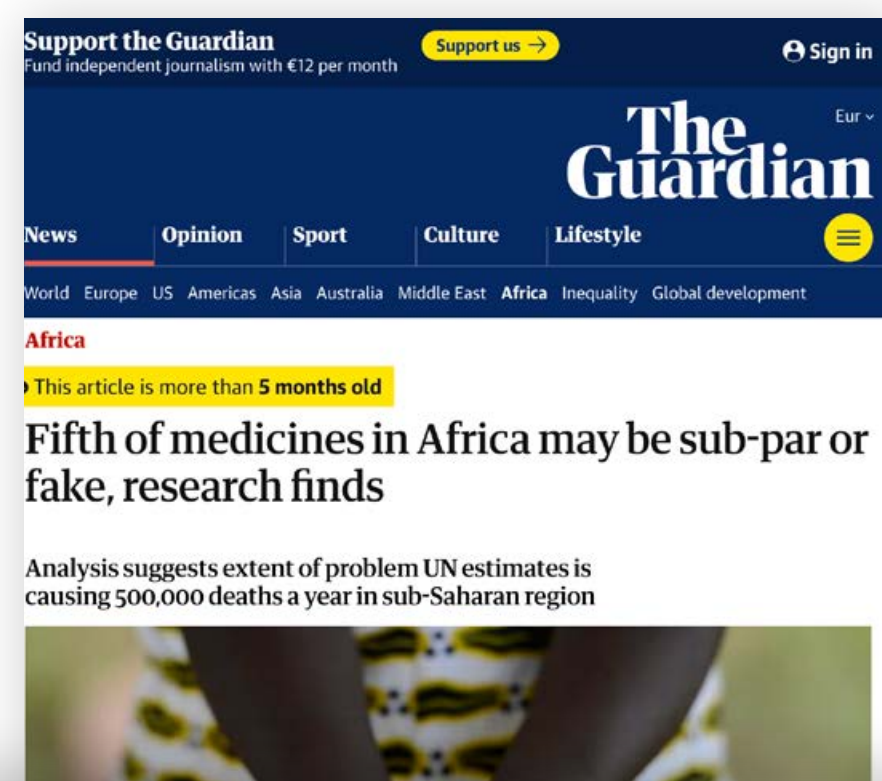 Support the Guardian
Fund independent journalism with €12 per month
Support us →
Sign in
Eur
The
Guardian
News Opinion Sport Culture Lifestyle
World Europe US Americas Asia Australia Middle East Africa Inequality Global development
Africa
This article is more than 5 months old
Fifth of medicines in Africa may be sub-par or
fake, research finds
Analysis suggests extent of problem UN estimates is
causing 500,000 deaths a year in sub-Saharan region